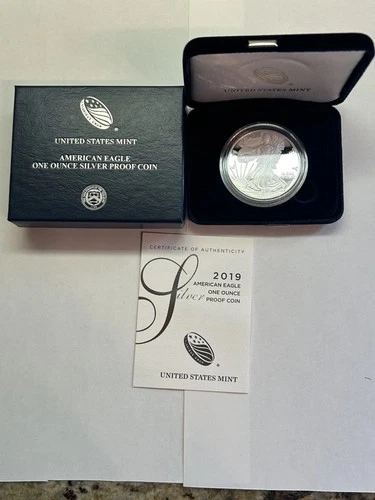 UNITED STATES MINT
AMERICAN EAGLE
ONE OUNCE SILVER PROOF COIN
UNITED STATES MINT
CERTIFICATE OF AUTHENTICITY
2019
AMERICAN EAGLE
ONE OUNCE
Silver PROOF COIN
UNITED STATES MINT